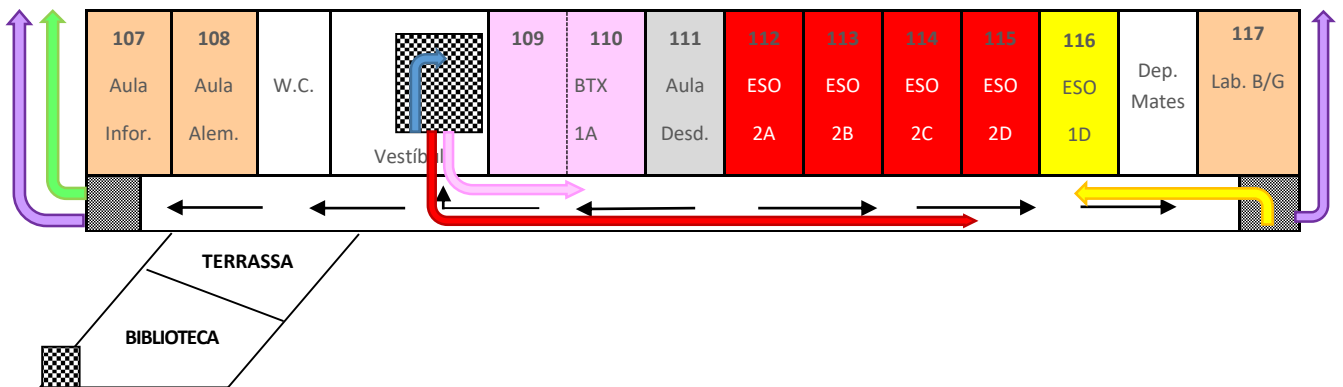 107
Aula
Infor.
108
Aula
Alem.
W.C.
Vestíbul
109
110
BTX
1A
111
Aula
Desd.
112
ESO
2A
113
ESO
2B
114
ESO
2C
115
ESO
2D
116
ESO
1D
Dep.
Mates
117
Lab. B/G
TERRASSA
BIBLIOTECA